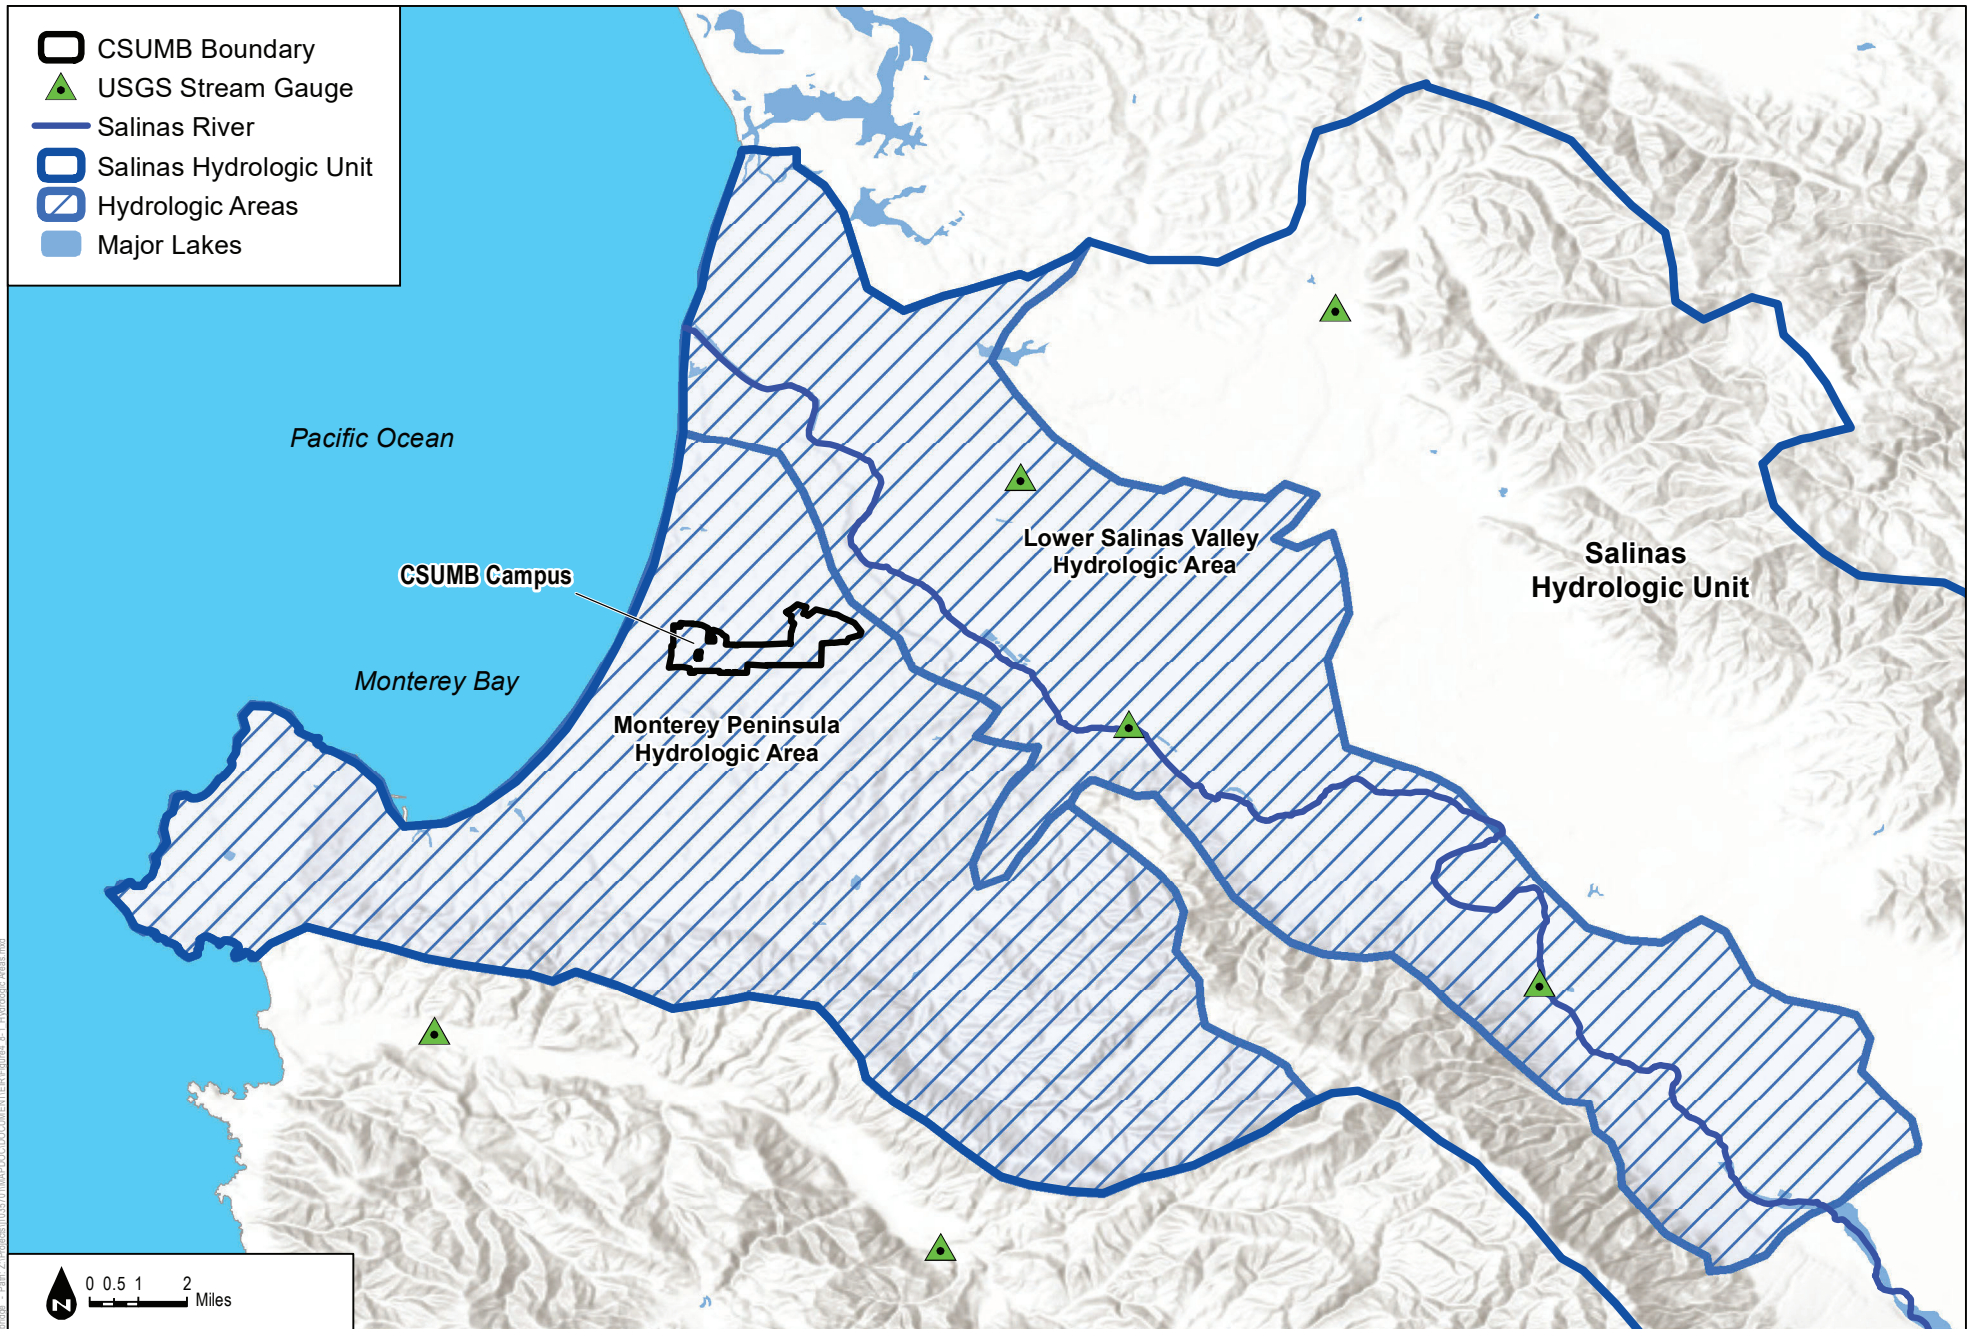 CSUMB Boundary
USGS Stream Gauge
Salinas River
Salinas Hydrologic Unit
Hydrologic Areas
Major Lakes
Pacific Ocean
Lower Salinas Valley
Hydrologic Area
Salinas
Hydrologic Unit
CSUMB Campus
Monterey Bay
Monterey Peninsula
Hydrologic Area
N
0 0.5 1 2
Miles